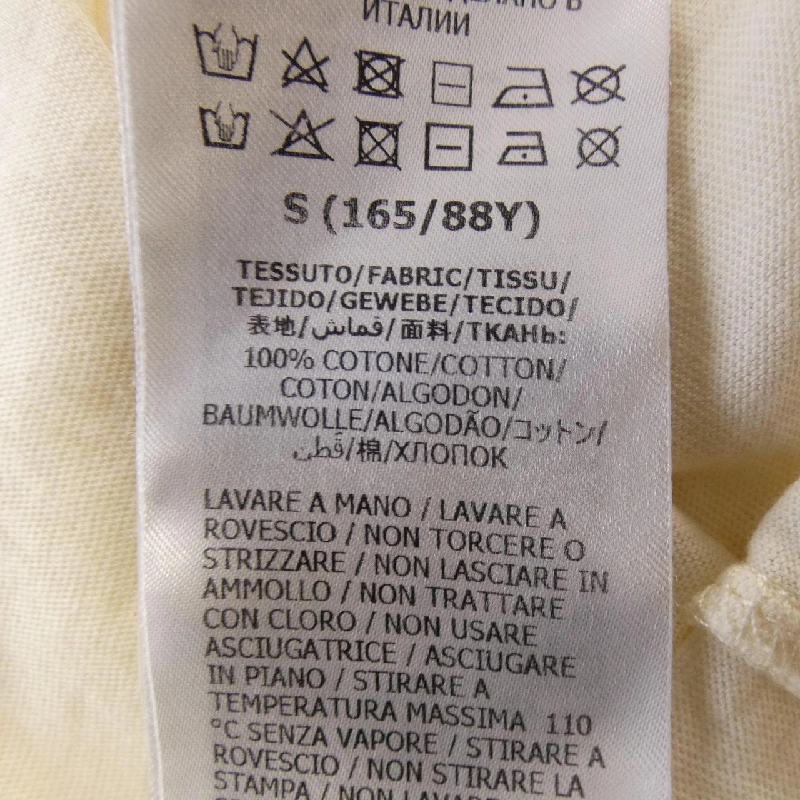 СДЕЛАНО В
ИТАЛИИ
S (165/88Y)
TESSUTO/FABRIC/TISSU/
TEJIDO/GEWEBE/TECIDO/
表地/قماش/面料/ТКАНЬ:
100% COTONE/COTTON/
COTON/ALGODON/
BAUMWOLLE/ALGODÃO/コットン/
قطن/棉/ХЛОПОК
LAVARE A MANO / LAVARE A
ROVESCIO / NON TORCERE O
STRIZZARE / NON LASCIARE IN
AMMOLLO / NON TRATTARE
CON CLORO / NON USARE
ASCIUGATRICE / ASCIUGARE
IN PIANO / STIRARE A
TEMPERATURA MASSIMA 110
°C SENZA VAPORE / STIRARE A
ROVESCIO / NON STIRARE LA
STAMPA / NON LAVARE